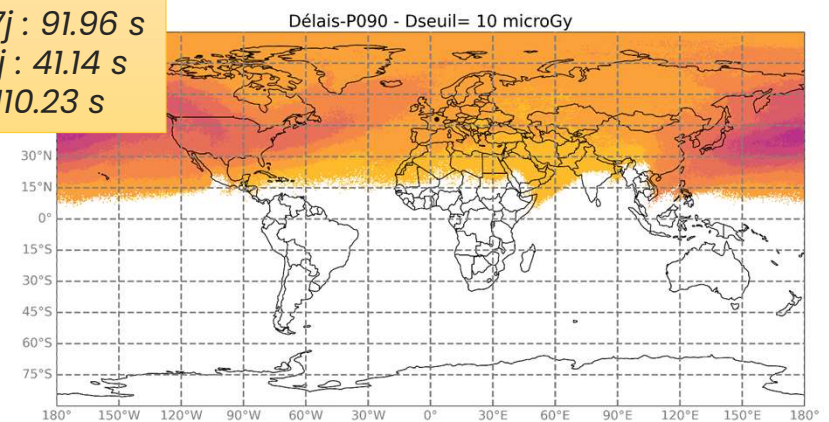 7j : 91.96 s
j : 41.14 s
110.23 s
Délais-P090 - Dseuil= 10 microGy
30°N
15°N
0°
15°S
30°S
45°S
60°S
75°S
180° 150°W 120°W 90°W 60°W 30°W 0° 30°E 60°E 90°E 120°E 150°E 180°